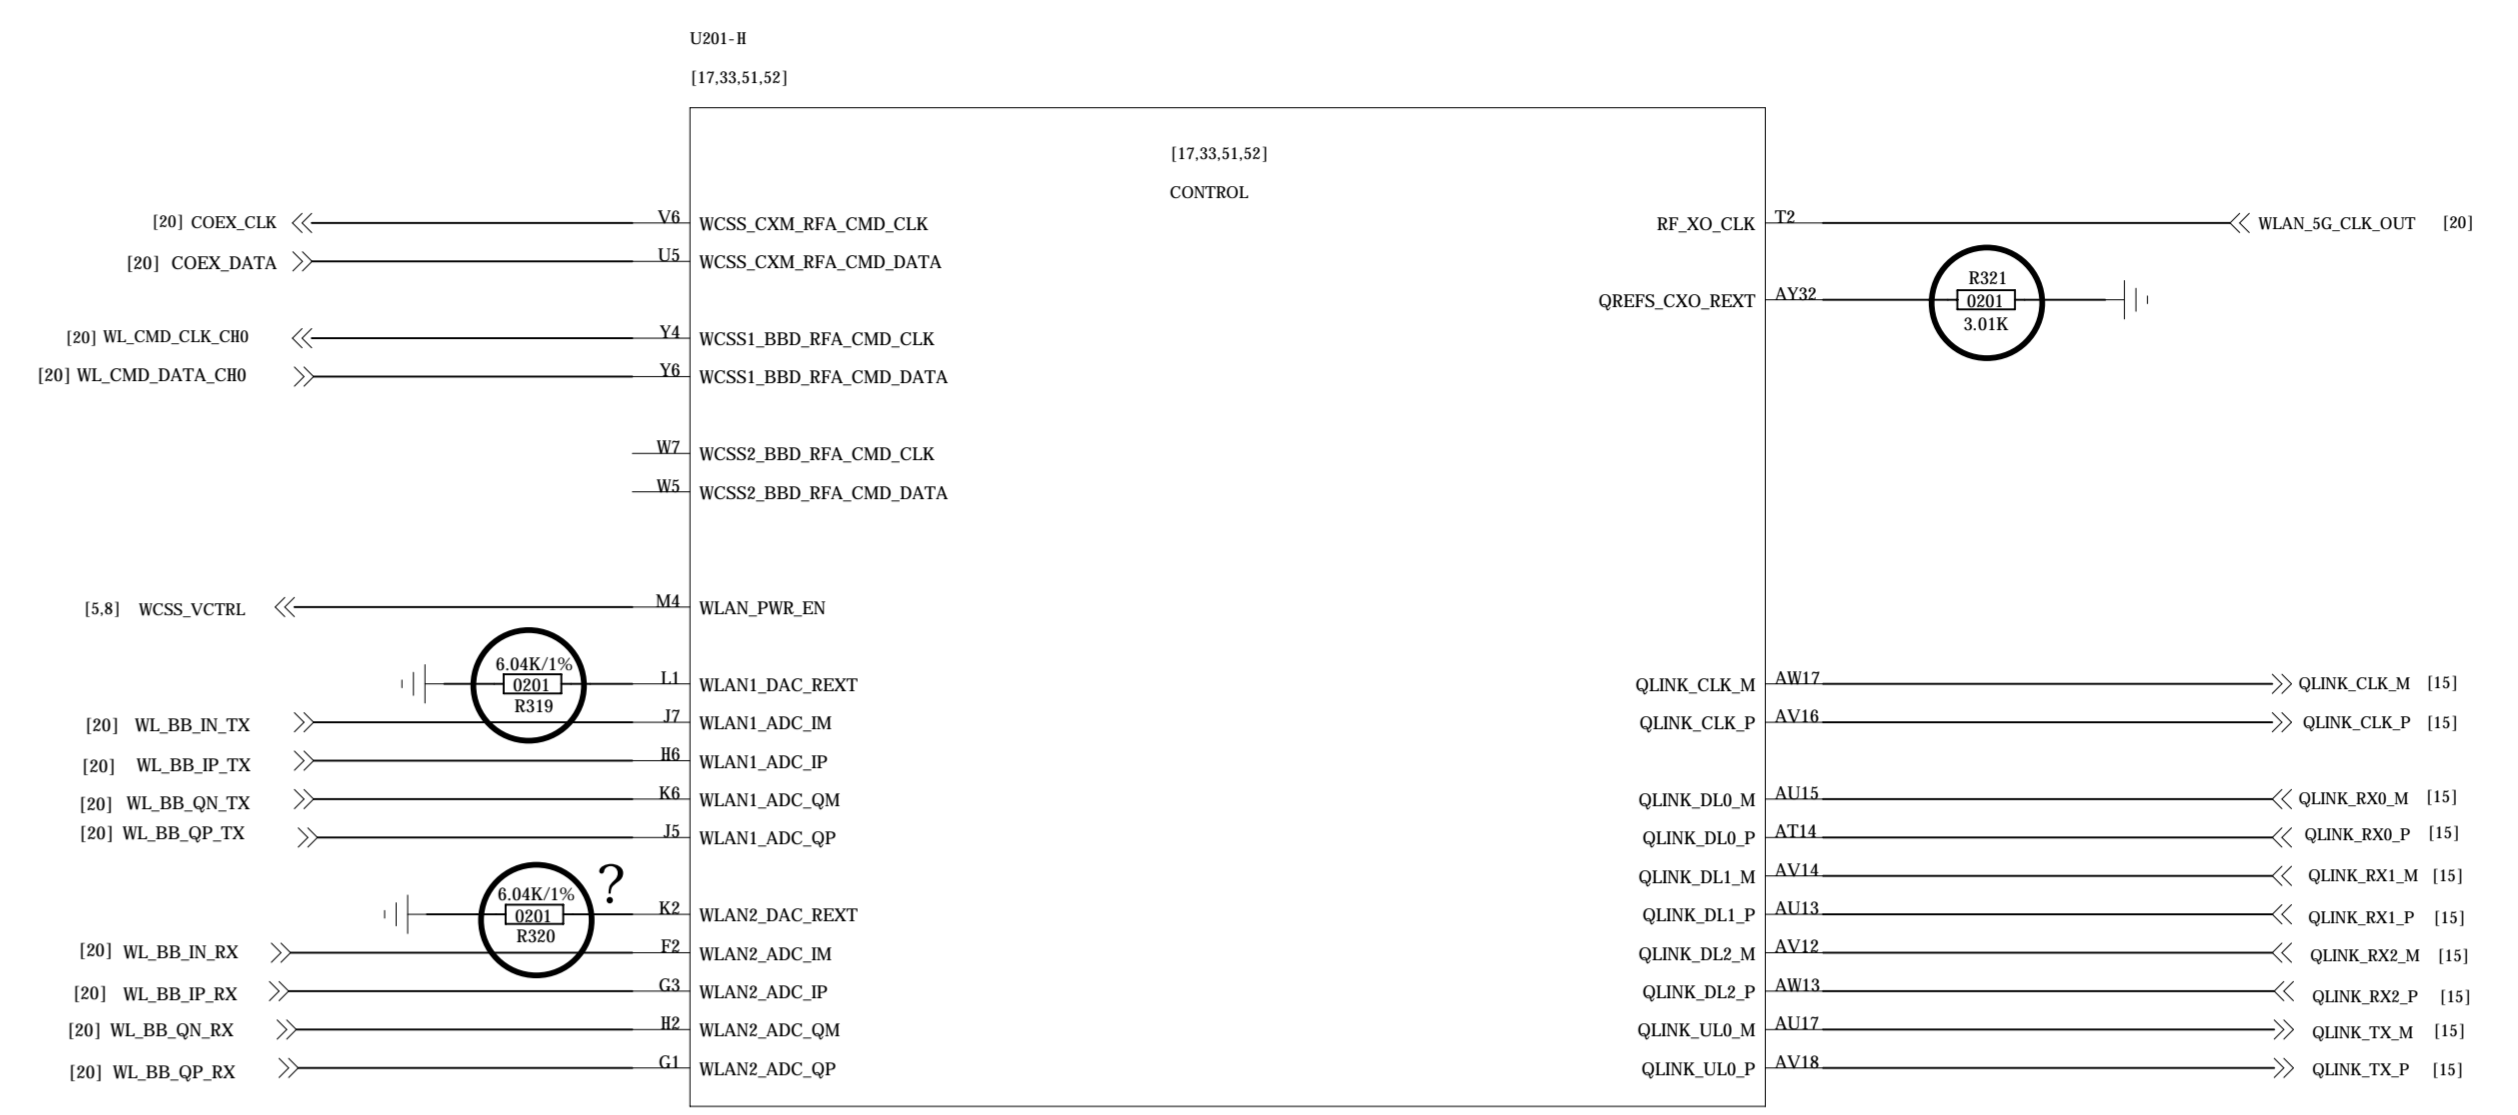 U201-H
[17,33,51,52]
[17,33,51,52]
CONTROL
[20] COEX_CLK V6 WCSS_CXM_RFA_CMD_CLK RF_XO_CLK T2 WLAN_5G_CLK_OUT [20]
[20] COEX_DATA U5 WCSS_CXM_RFA_CMD_DATA
R321
QREFS_CXO_REXT AY32 0201
3.01K
[20] WL_CMD_CLK_CH0 Y4 WCSS1_BBD_RFA_CMD_CLK
[20] WL_CMD_DATA_CH0 Y6 WCSS1_BBD_RFA_CMD_DATA
W7 WCSS2_BBD_RFA_CMD_CLK
W5 WCSS2_BBD_RFA_CMD_DATA
[5,8] WCSS_VCTRL M4 WLAN_PWR_EN
6.04K/1%
0201 L1 WLAN1_DAC_REXT QLINK_CLK_M AW17 QLINK_CLK_M [15]
R319
[20] WL_BB_IN_TX J7 WLAN1_ADC_IM QLINK_CLK_P AV16 QLINK_CLK_P [15]
[20] WL_BB_IP_TX H6 WLAN1_ADC_IP
[20] WL_BB_QN_TX K6 WLAN1_ADC_QM QLINK_DL0_M AU15 QLINK_RX0_M [15]
[20] WL_BB_QP_TX J5 WLAN1_ADC_QP QLINK_DL0_P AT14 QLINK_RX0_P [15]
QLINK_DL1_M AV14 QLINK_RX1_M [15]
6.04K/1% ?
0201 K2 WLAN2_DAC_REXT QLINK_DL1_P AU13 QLINK_RX1_P [15]
R320
[20] WL_BB_IN_RX F2 WLAN2_ADC_IM QLINK_DL2_M AV12 QLINK_RX2_M [15]
[20] WL_BB_IP_RX G3 WLAN2_ADC_IP QLINK_DL2_P AW13 QLINK_RX2_P [15]
[20] WL_BB_QN_RX H2 WLAN2_ADC_QM QLINK_UL0_M AU17 QLINK_TX_M [15]
[20] WL_BB_QP_RX G1 WLAN2_ADC_QP QLINK_UL0_P AV18 QLINK_TX_P [15]